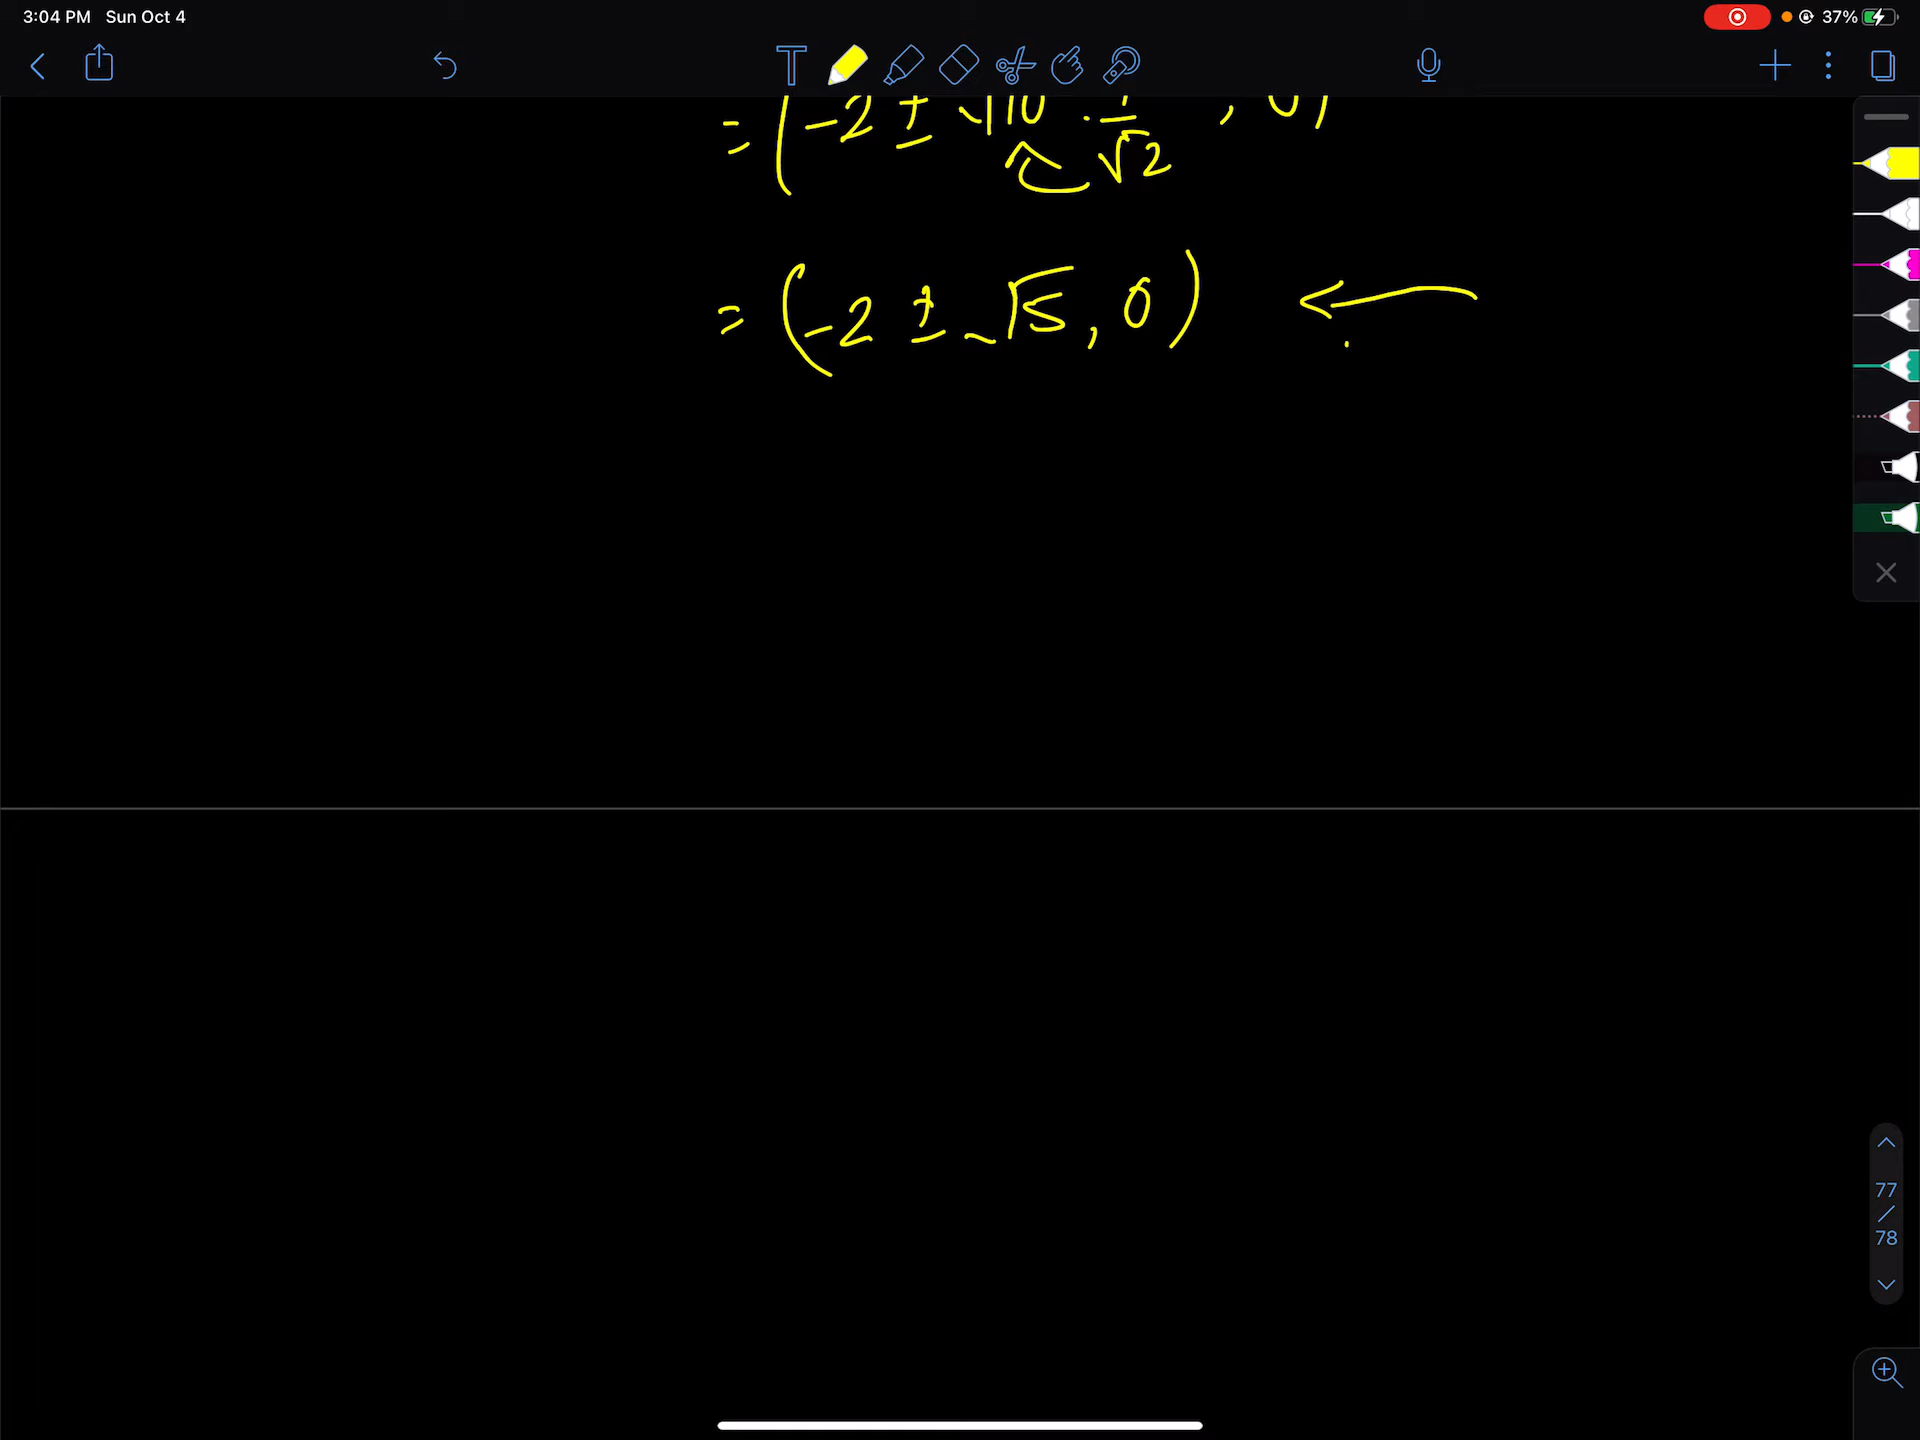 3:04 PM Sun Oct 4
37%
= (-2 ± √10 · 1/√2 , 0)
= (-2 ± √5, 0)
77
/
78